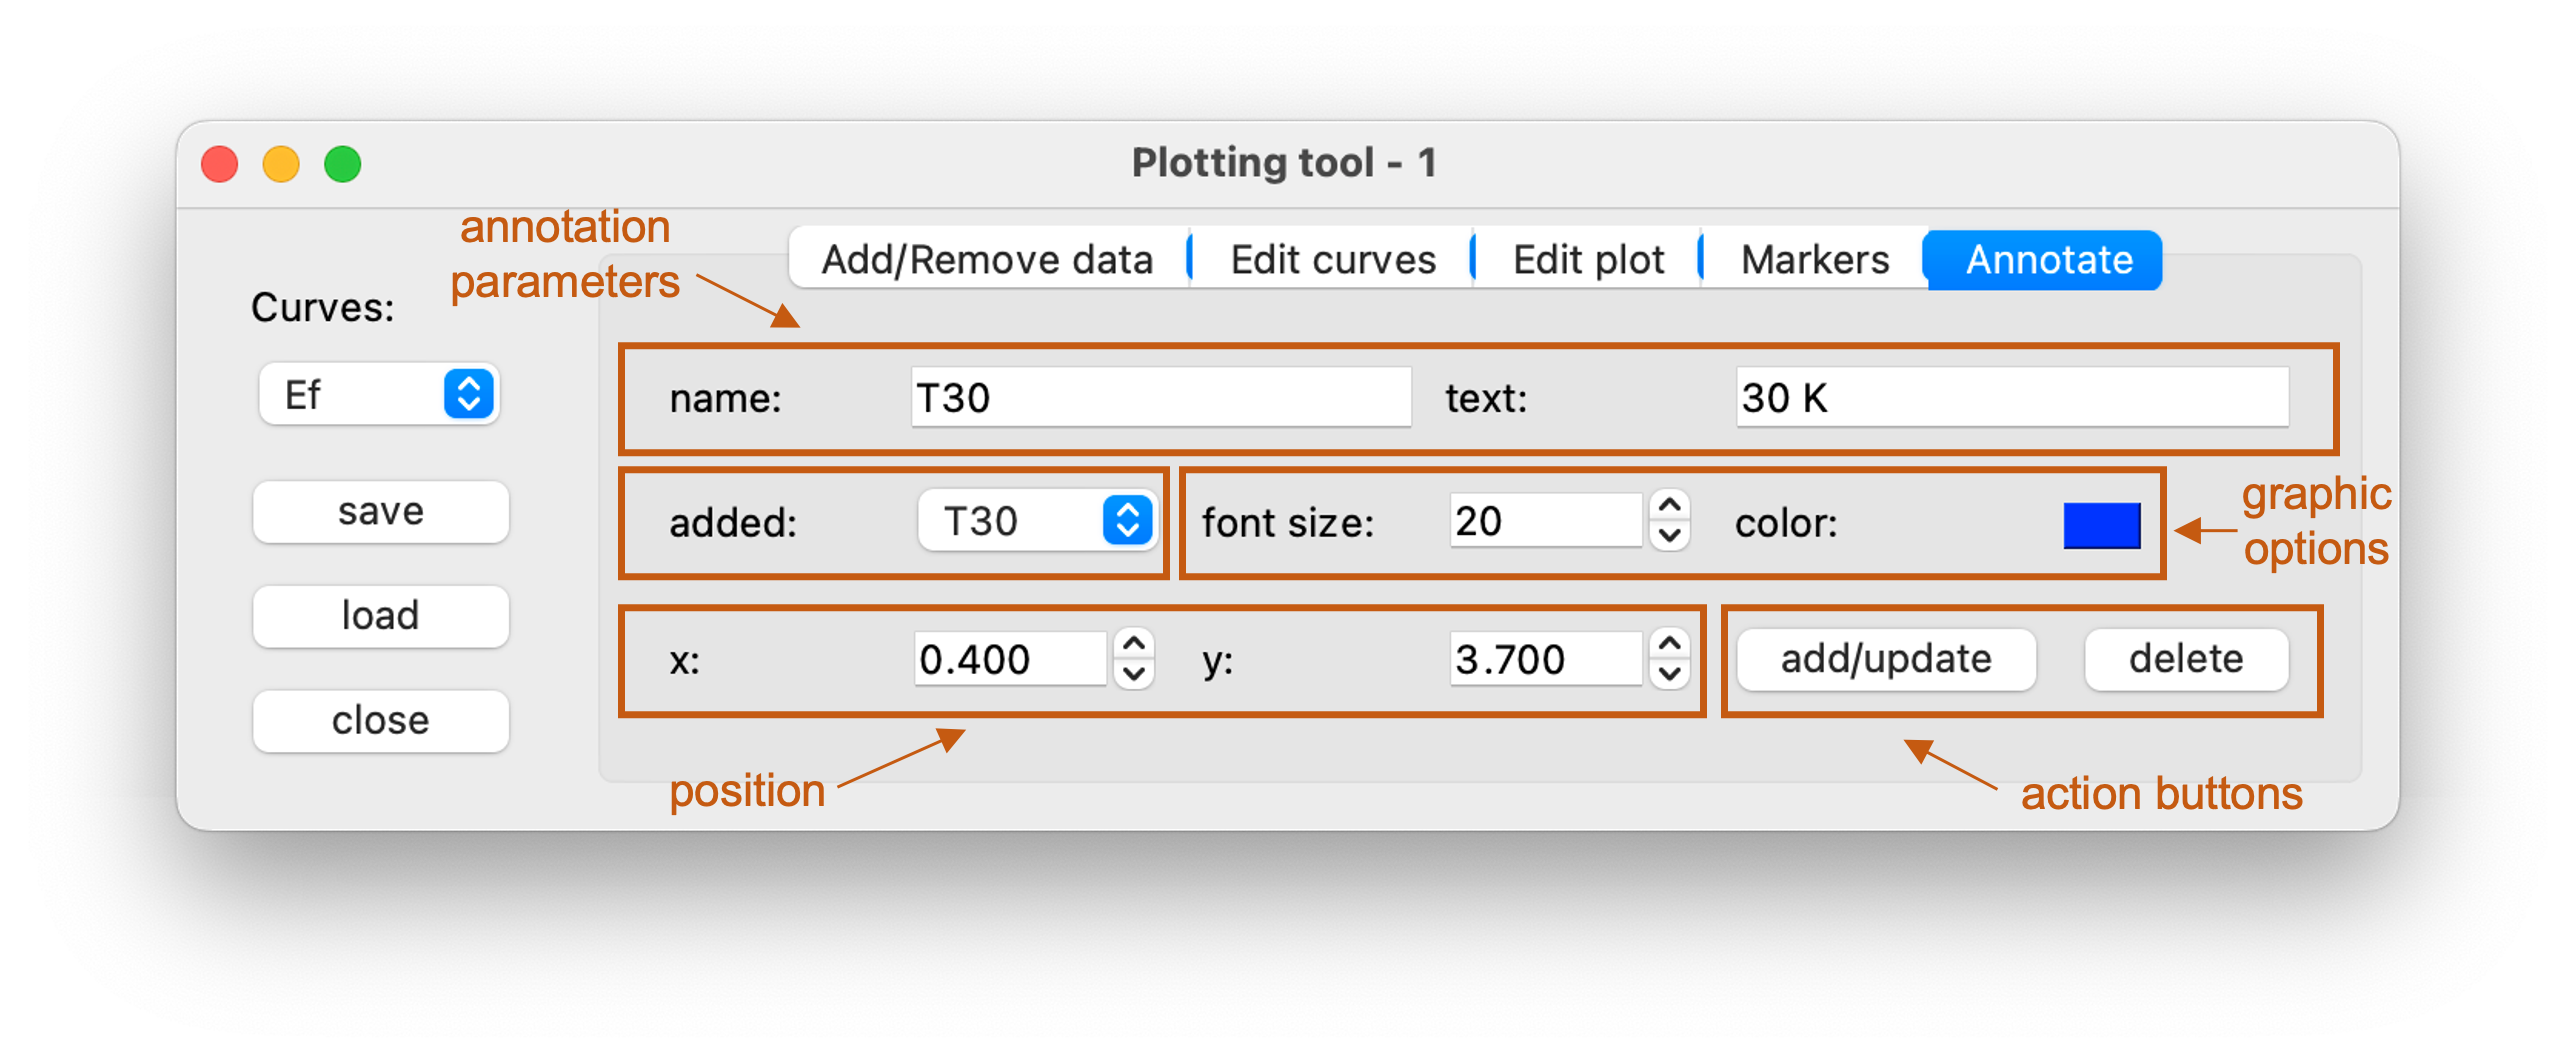 Plotting tool - 1
annotation
parameters
Add/Remove data Edit curves Edit plot Markers Annotate
Curves:
Ef
save
load
close
name: T30 text: 30 K
added: T30 font size: 20 color:
graphic
options
x: 0.400 y: 3.700 add/update delete
position
action buttons